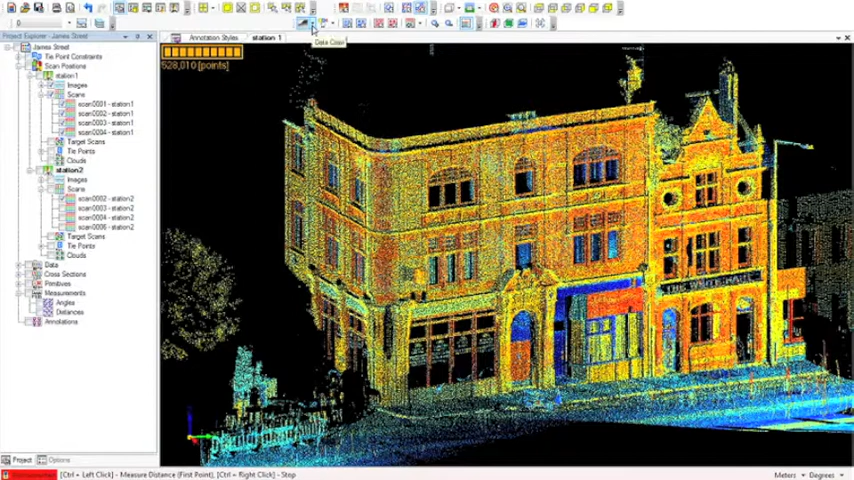 0
Data Color
Project Explorer - James Street
Annotation Styles
station 1
James Street
Tie Point Constraints
Scan Positions
station1
Images
Scans
scan0001 - station1
scan0002 - station1
scan0003 - station1
scan0004 - station1
Target Scans
Tie Points
Clouds
station2
Images
Scans
scan0002 - station2
scan0003 - station2
scan0004 - station2
scan0005 - station2
Target Scans
Tie Points
Clouds
Data
Cross Sections
Primitives
Measurements
Angles
Distances
Annotations
528,010 [points]
THE WHITE
Project
Options
[Ctrl + Left Click] - Measure Distance (First Point), [Ctrl + Right Click] - Stop
Meters
Degrees